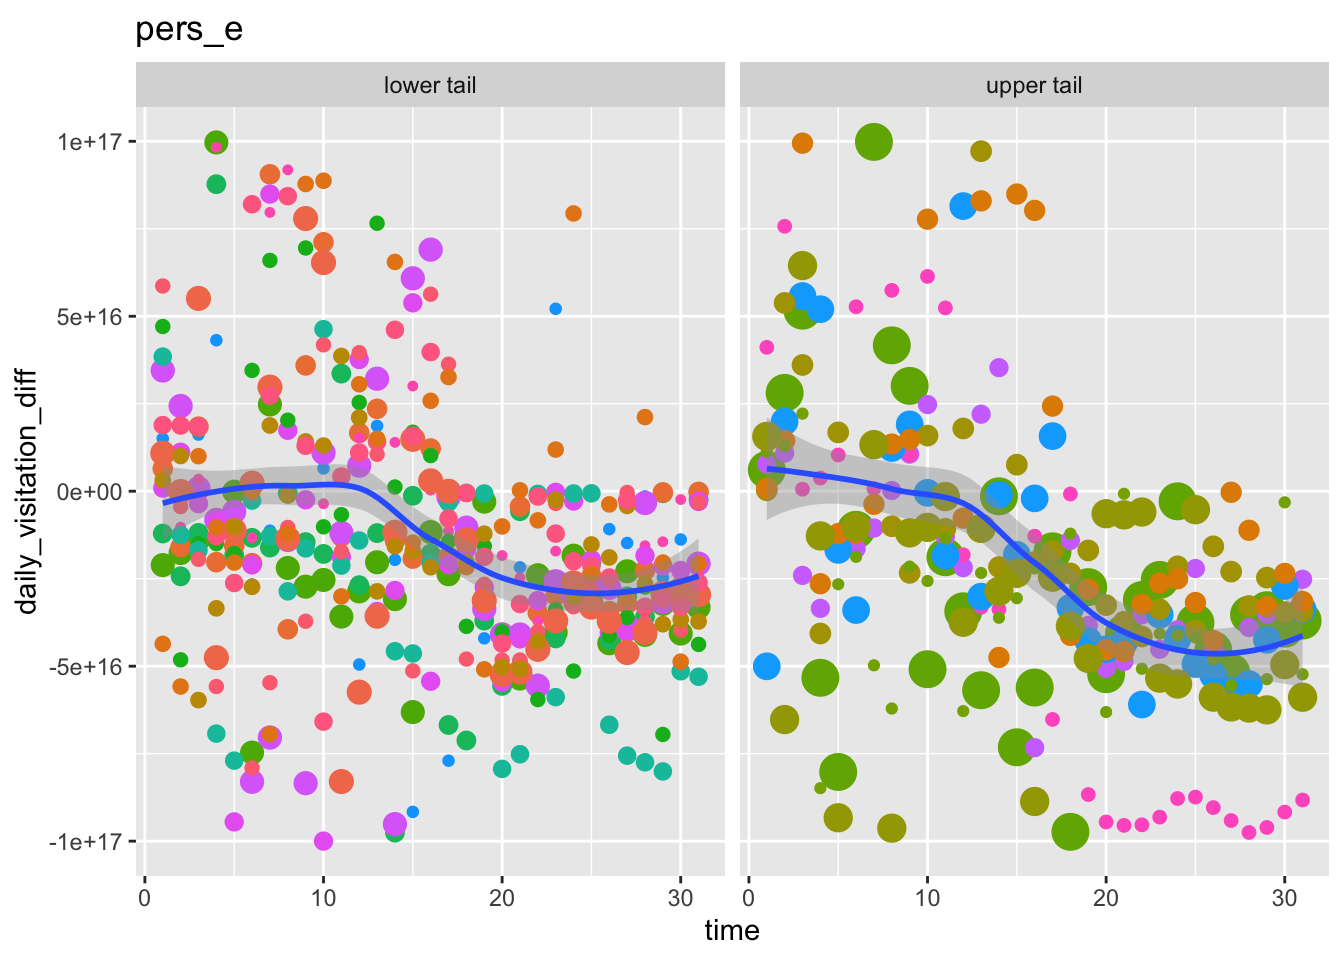 pers_e
lower tail
upper tail
1e+17
5e+16
0e+00
-5e+16
-1e+17
daily_visitation_diff
0 10 20 30 0 10 20 30
time